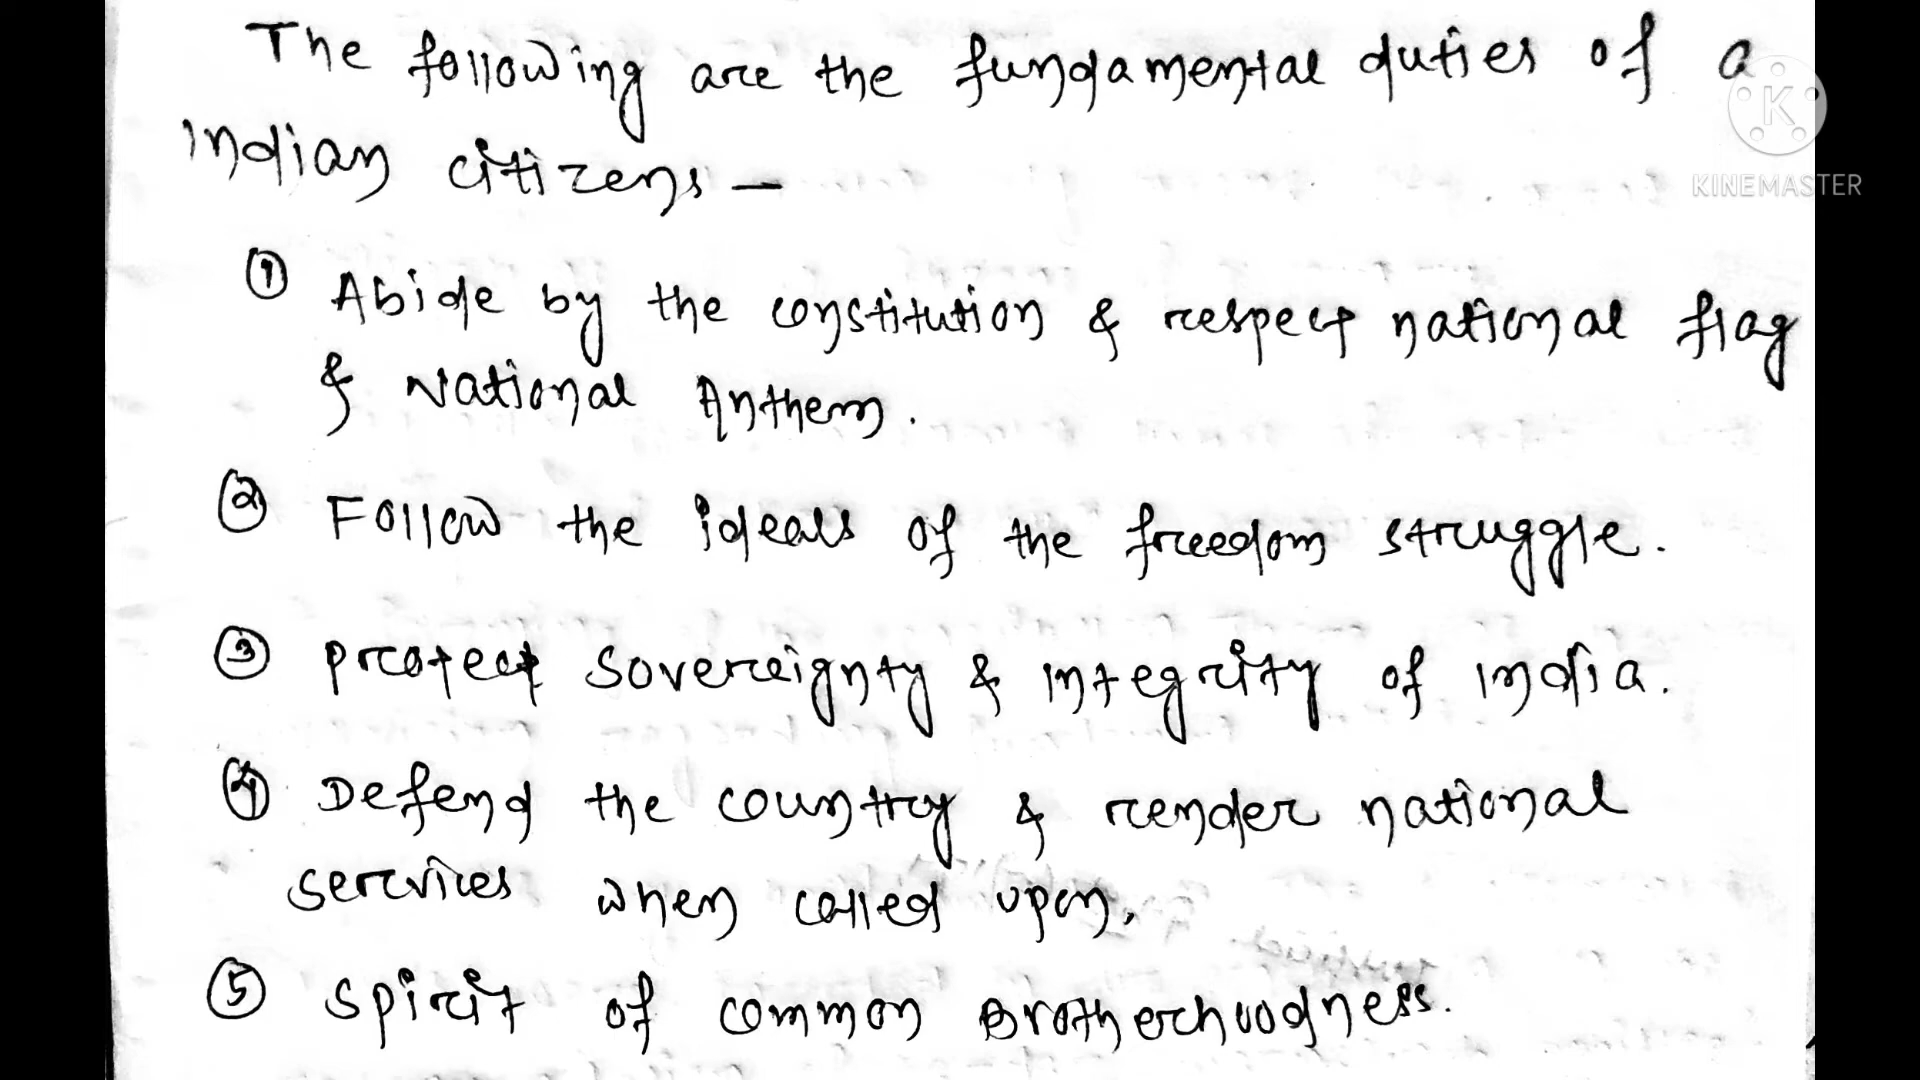 The following are the fundamental duties of a
Indian citizens —
① Abide by the constitution & respect national flag
& National Anthem.
② Follow the ideals of the freedom struggle.
③ Protect sovereignty & integrity of India.
④ Defend the country & render national
services when called upon.
⑤ Spirit of common Brotherhoodness.
K
KINEMASTER